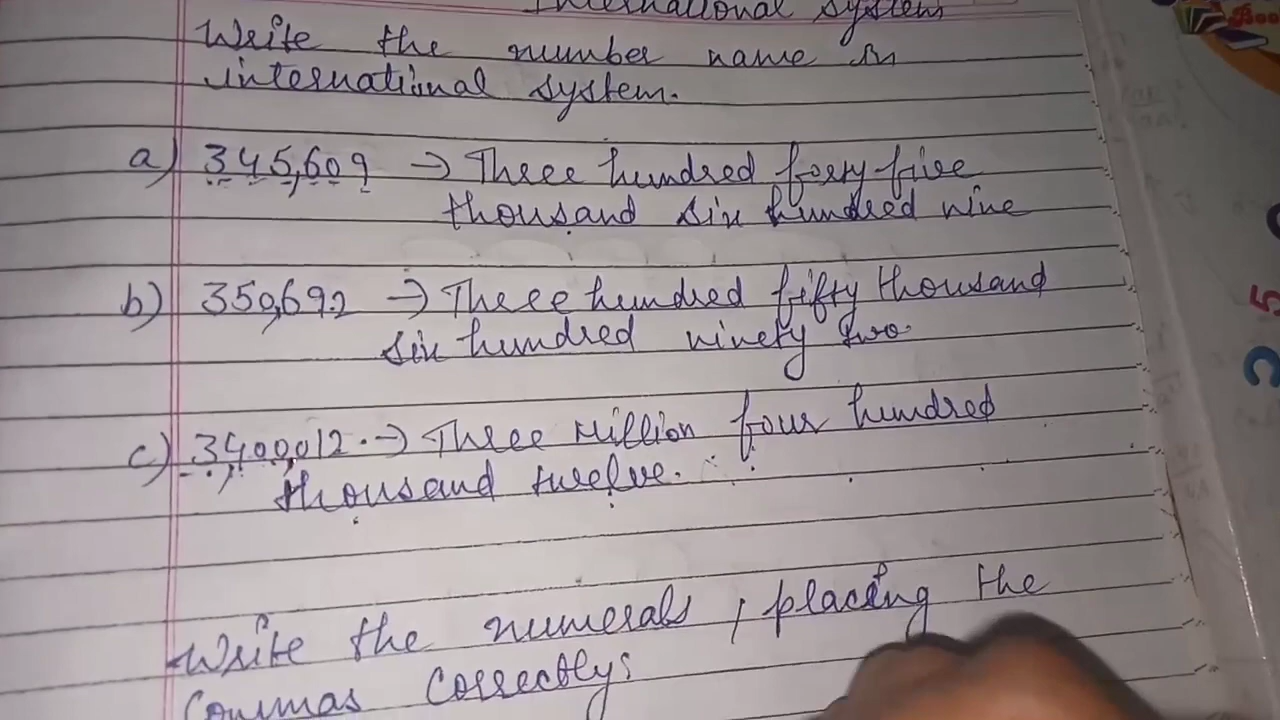 International System
Write the number name in
international system.
a) 345,609 → Three hundred forty five
thousand six hundred nine
b) 350,692 → Three hundred fifty thousand
six hundred ninety two.
c) 3,400,012. → Three Million four hundred
thousand twelve.
Write the numerals, placing the
Commas correctly: